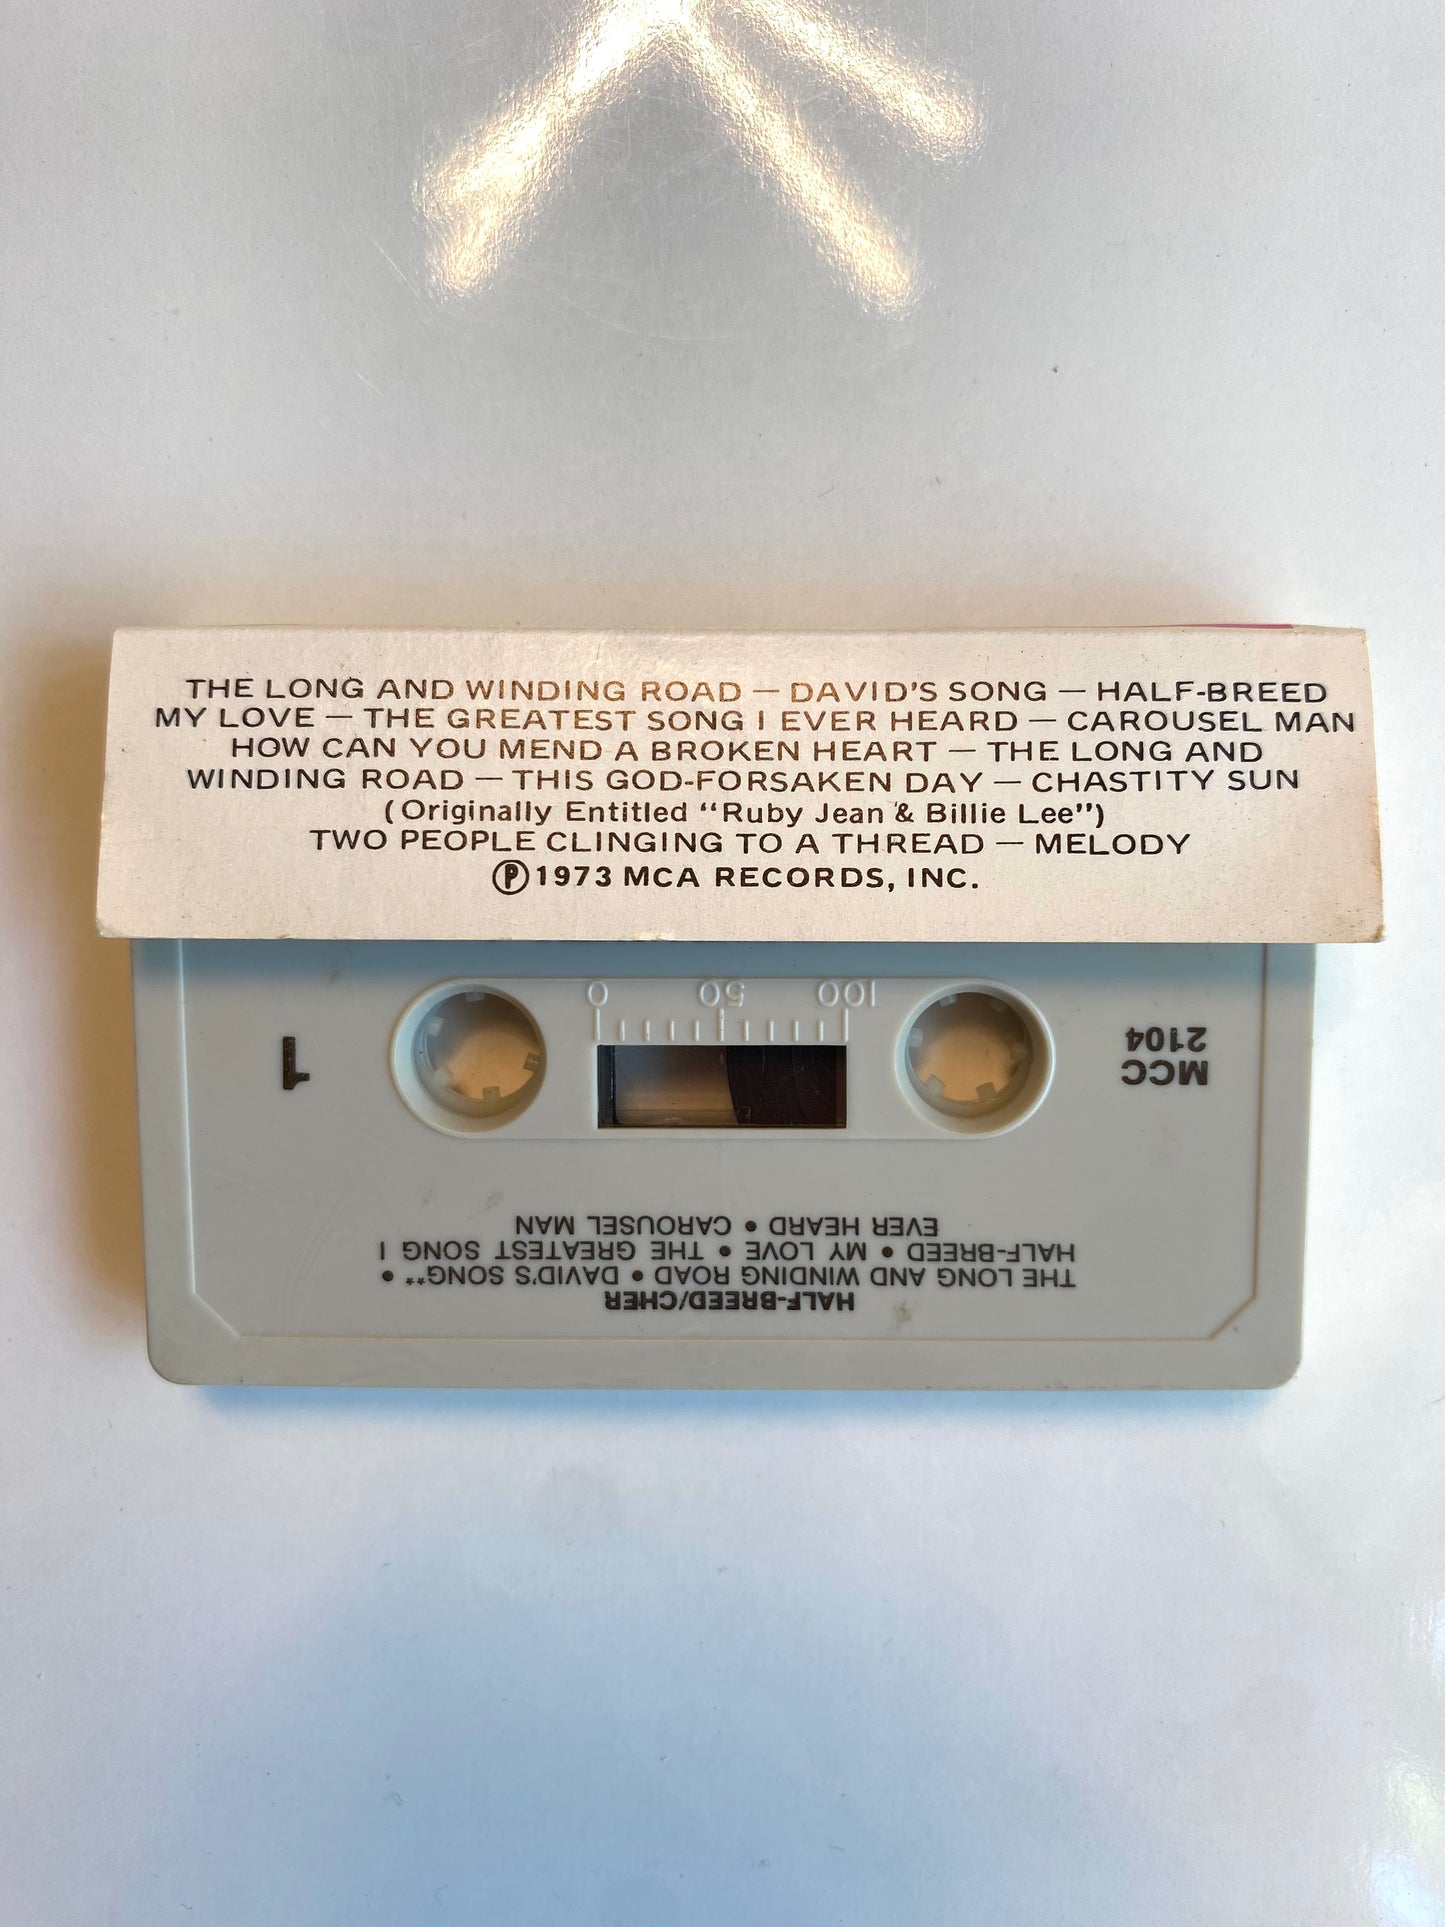 THE LONG AND WINDING ROAD — DAVID'S SONG — HALF-BREED
MY LOVE — THE GREATEST SONG I EVER HEARD — CAROUSEL MAN
HOW CAN YOU MEND A BROKEN HEART — THE LONG AND
WINDING ROAD — THIS GOD-FORSAKEN DAY — CHASTITY SUN
(Originally Entitled "Ruby Jean & Billie Lee")
TWO PEOPLE CLINGING TO A THREAD — MELODY
℗ 1973 MCA RECORDS, INC.
HALF-BREED/CHER
THE LONG AND WINDING ROAD • DAVID'S SONG** •
HALF-BREED • MY LOVE • THE GREATEST SONG I
EVER HEARD • CAROUSEL MAN
MCC
2104
1
100 50 0